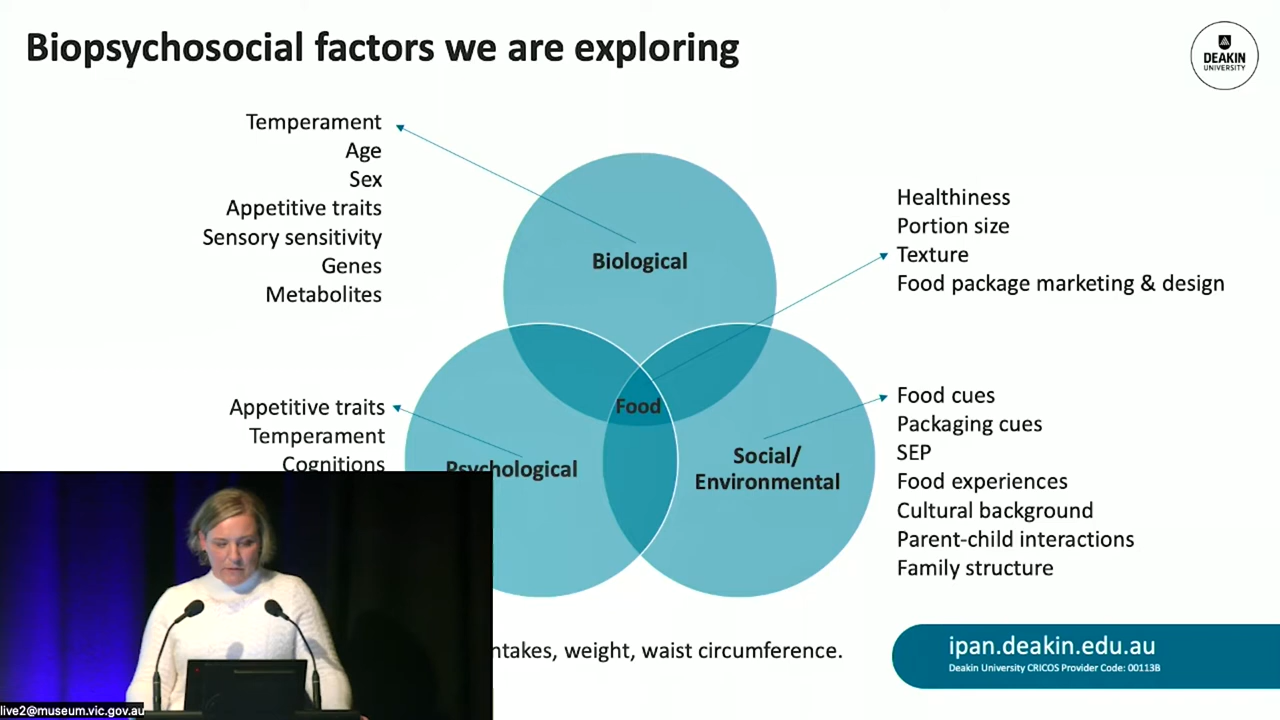 Biopsychosocial factors we are exploring
DEAKIN
UNIVERSITY
Temperament
Age
Sex
Appetitive traits
Sensory sensitivity
Genes
Metabolites
Biological
Healthiness
Portion size
Texture
Food package marketing & design
Appetitive traits
Temperament
Cognitions
Psychological
Food
Social/
Environmental
Food cues
Packaging cues
SEP
Food experiences
Cultural background
Parent-child interactions
Family structure
weight, waist circumference.
ipan.deakin.edu.au
Deakin University CRICOS Provider Code: 00113B
live2@museum.vic.gov.au